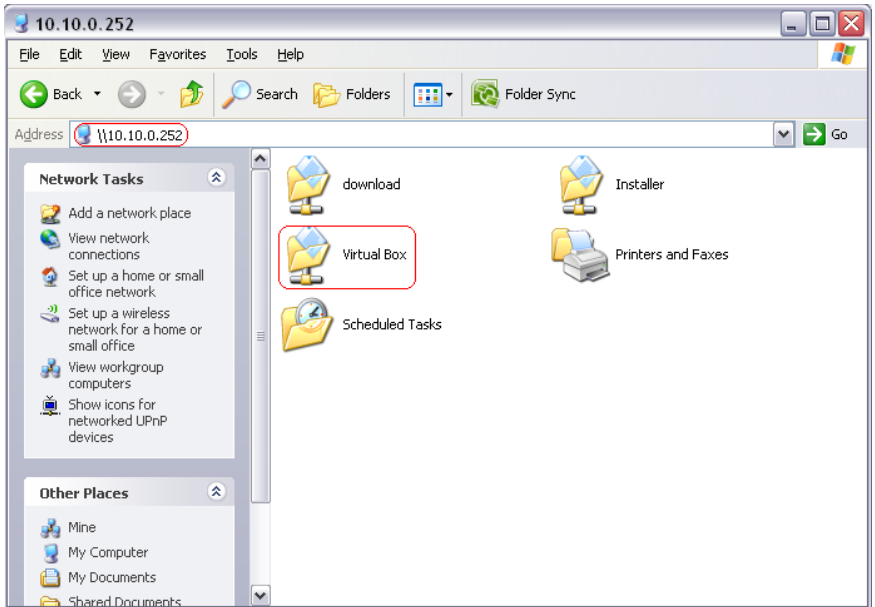 10.10.0.252
File Edit View Favorites Tools Help
Back Search Folders Folder Sync
Address \\10.10.0.252 Go
Network Tasks
Add a network place
View network
connections
Set up a home or small
office network
Set up a wireless
network for a home or
small office
View workgroup
computers
Show icons for
networked UPnP
devices
Other Places
Mine
My Computer
My Documents
Shared Documents
download
Installer
Virtual Box
Printers and Faxes
Scheduled Tasks